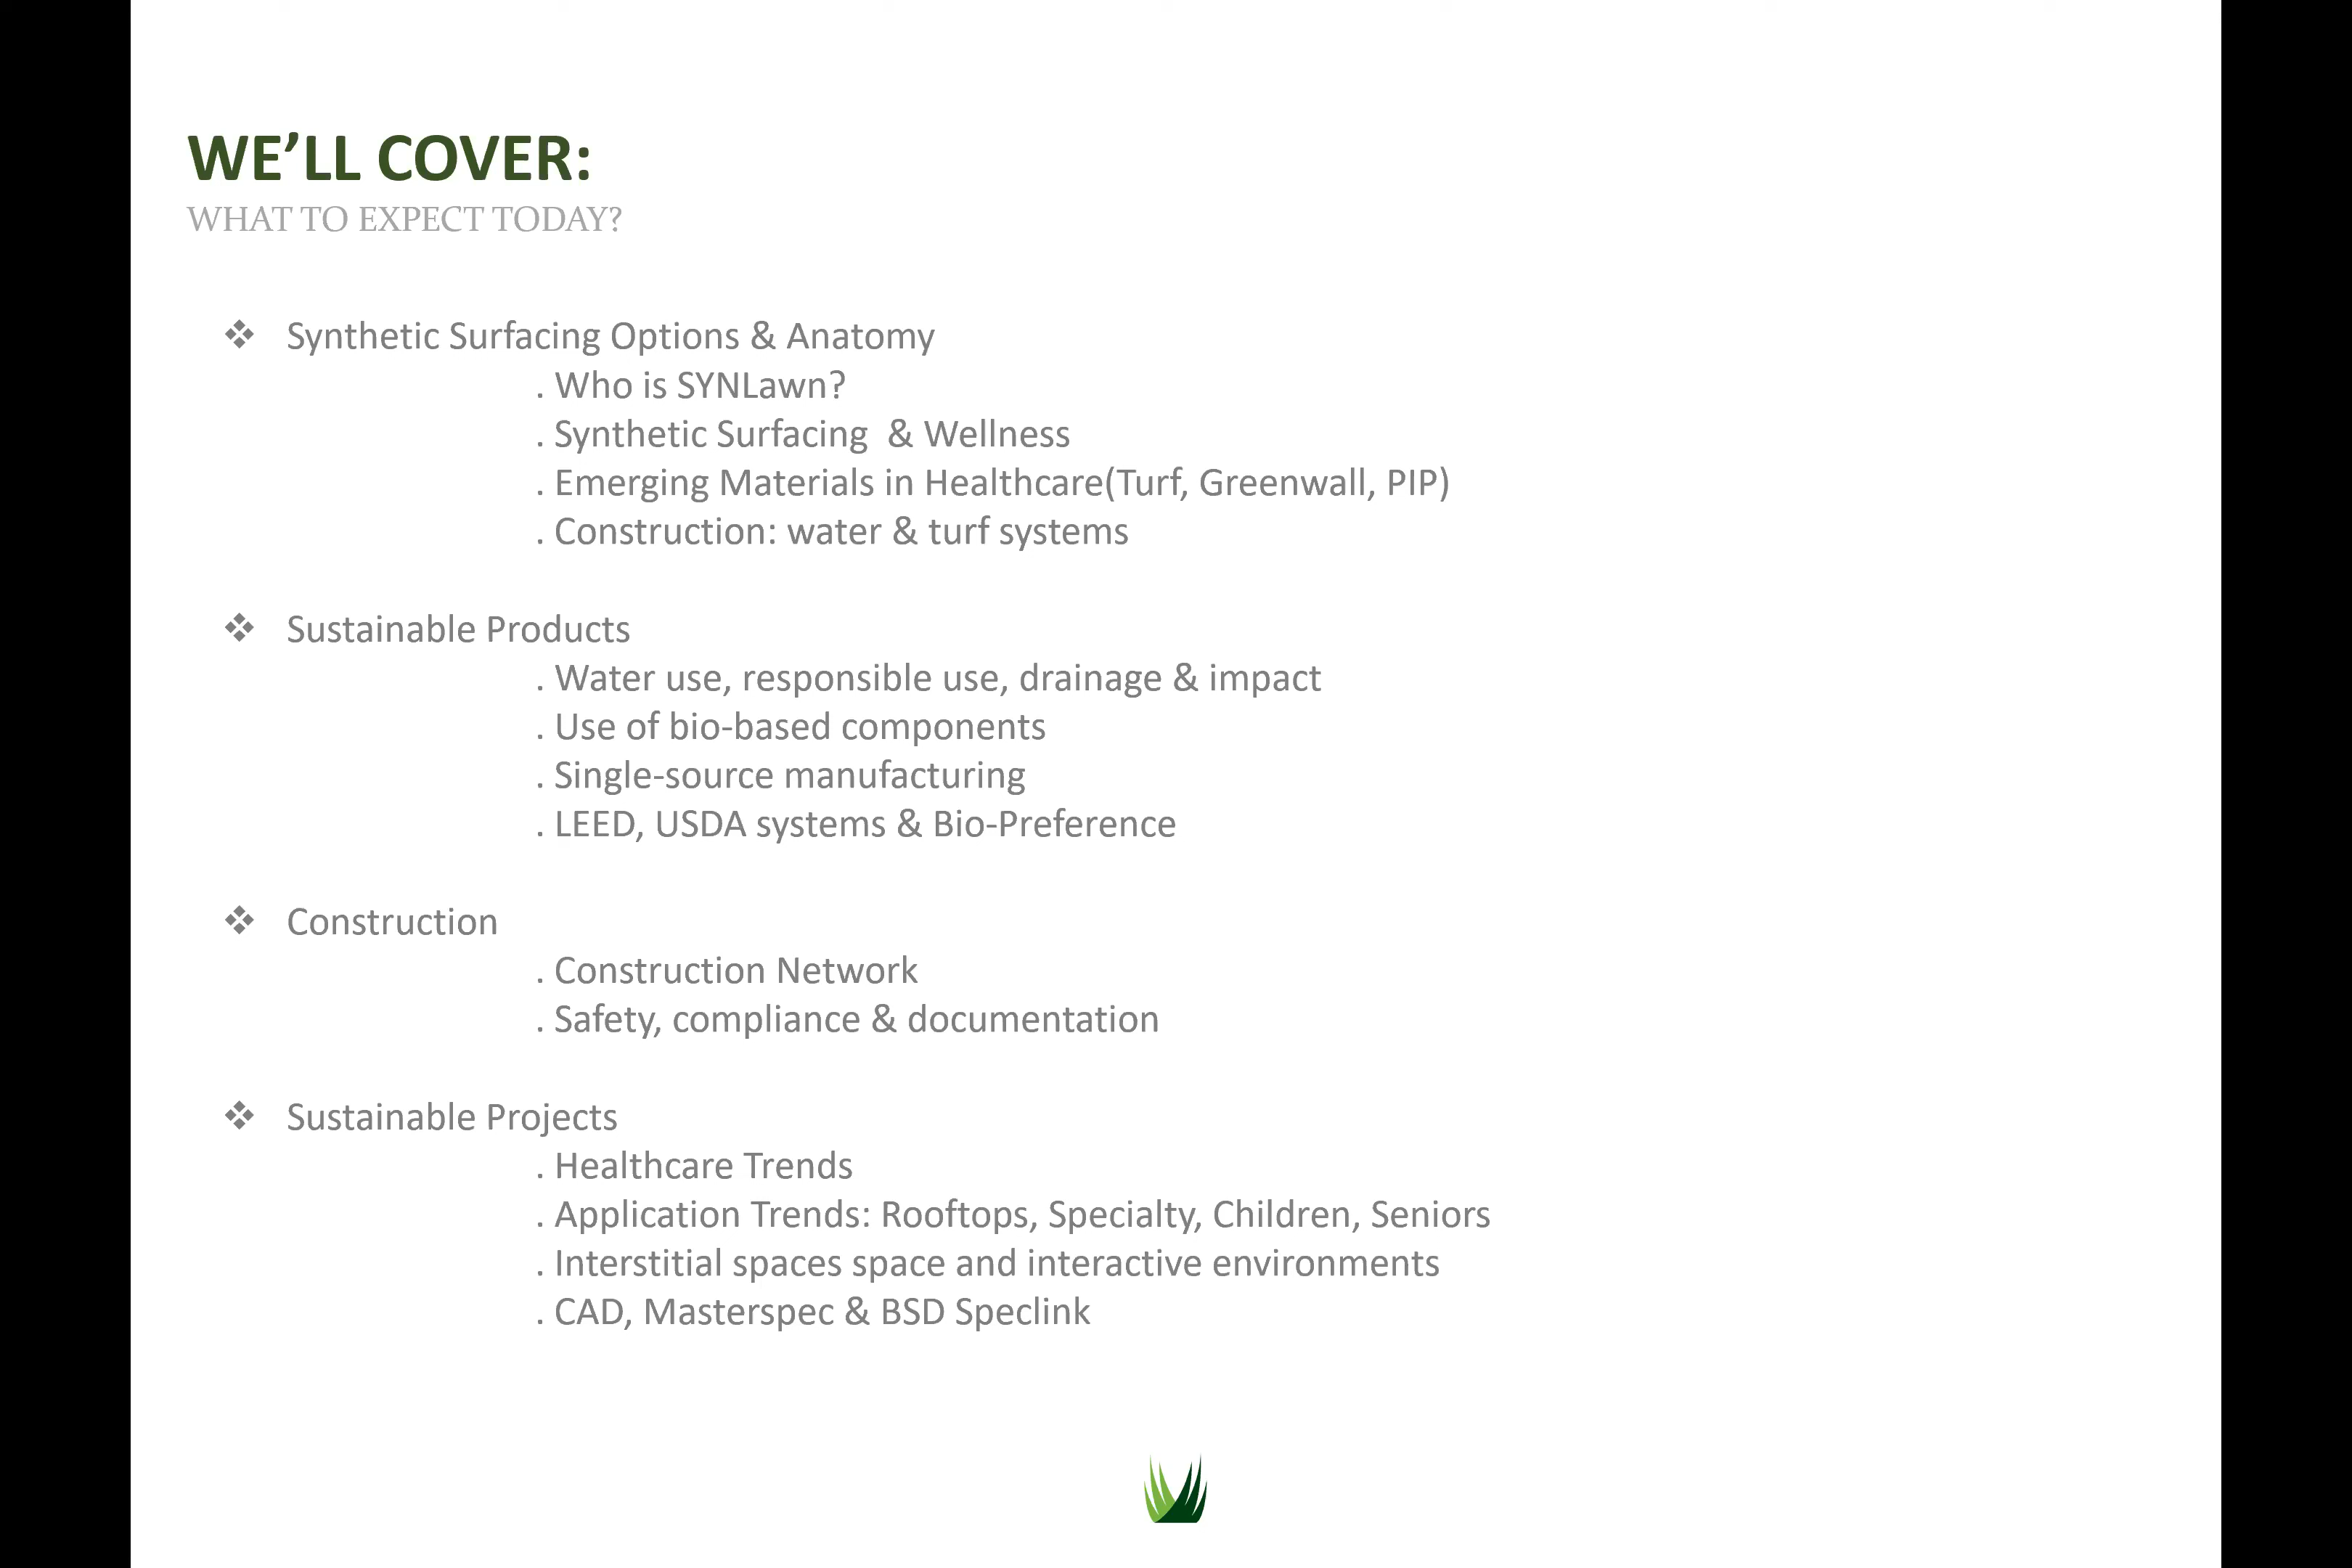 WE’LL COVER:
WHAT TO EXPECT TODAY?
❖ Synthetic Surfacing Options & Anatomy
. Who is SYNLawn?
. Synthetic Surfacing  & Wellness
. Emerging Materials in Healthcare(Turf, Greenwall, PIP)
. Construction: water & turf systems
❖ Sustainable Products
. Water use, responsible use, drainage & impact
. Use of bio-based components
. Single-source manufacturing
. LEED, USDA systems & Bio-Preference
❖ Construction
. Construction Network
. Safety, compliance & documentation
❖ Sustainable Projects
. Healthcare Trends
. Application Trends: Rooftops, Specialty, Children, Seniors
. Interstitial spaces space and interactive environments
. CAD, Masterspec & BSD Speclink